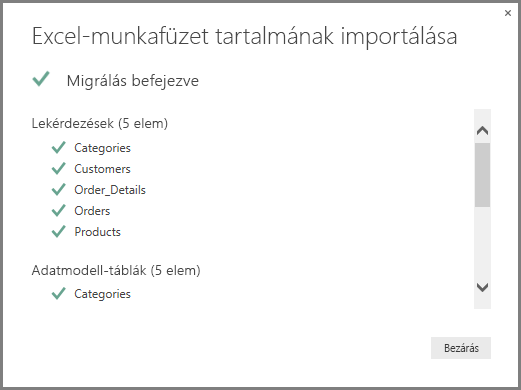 Excel-munkafüzet tartalmának importálása
Migrálás befejezve
Lekérdezések (5 elem)
Categories
Customers
Order_Details
Orders
Products
Adatmodell-táblák (5 elem)
Categories
Bezárás